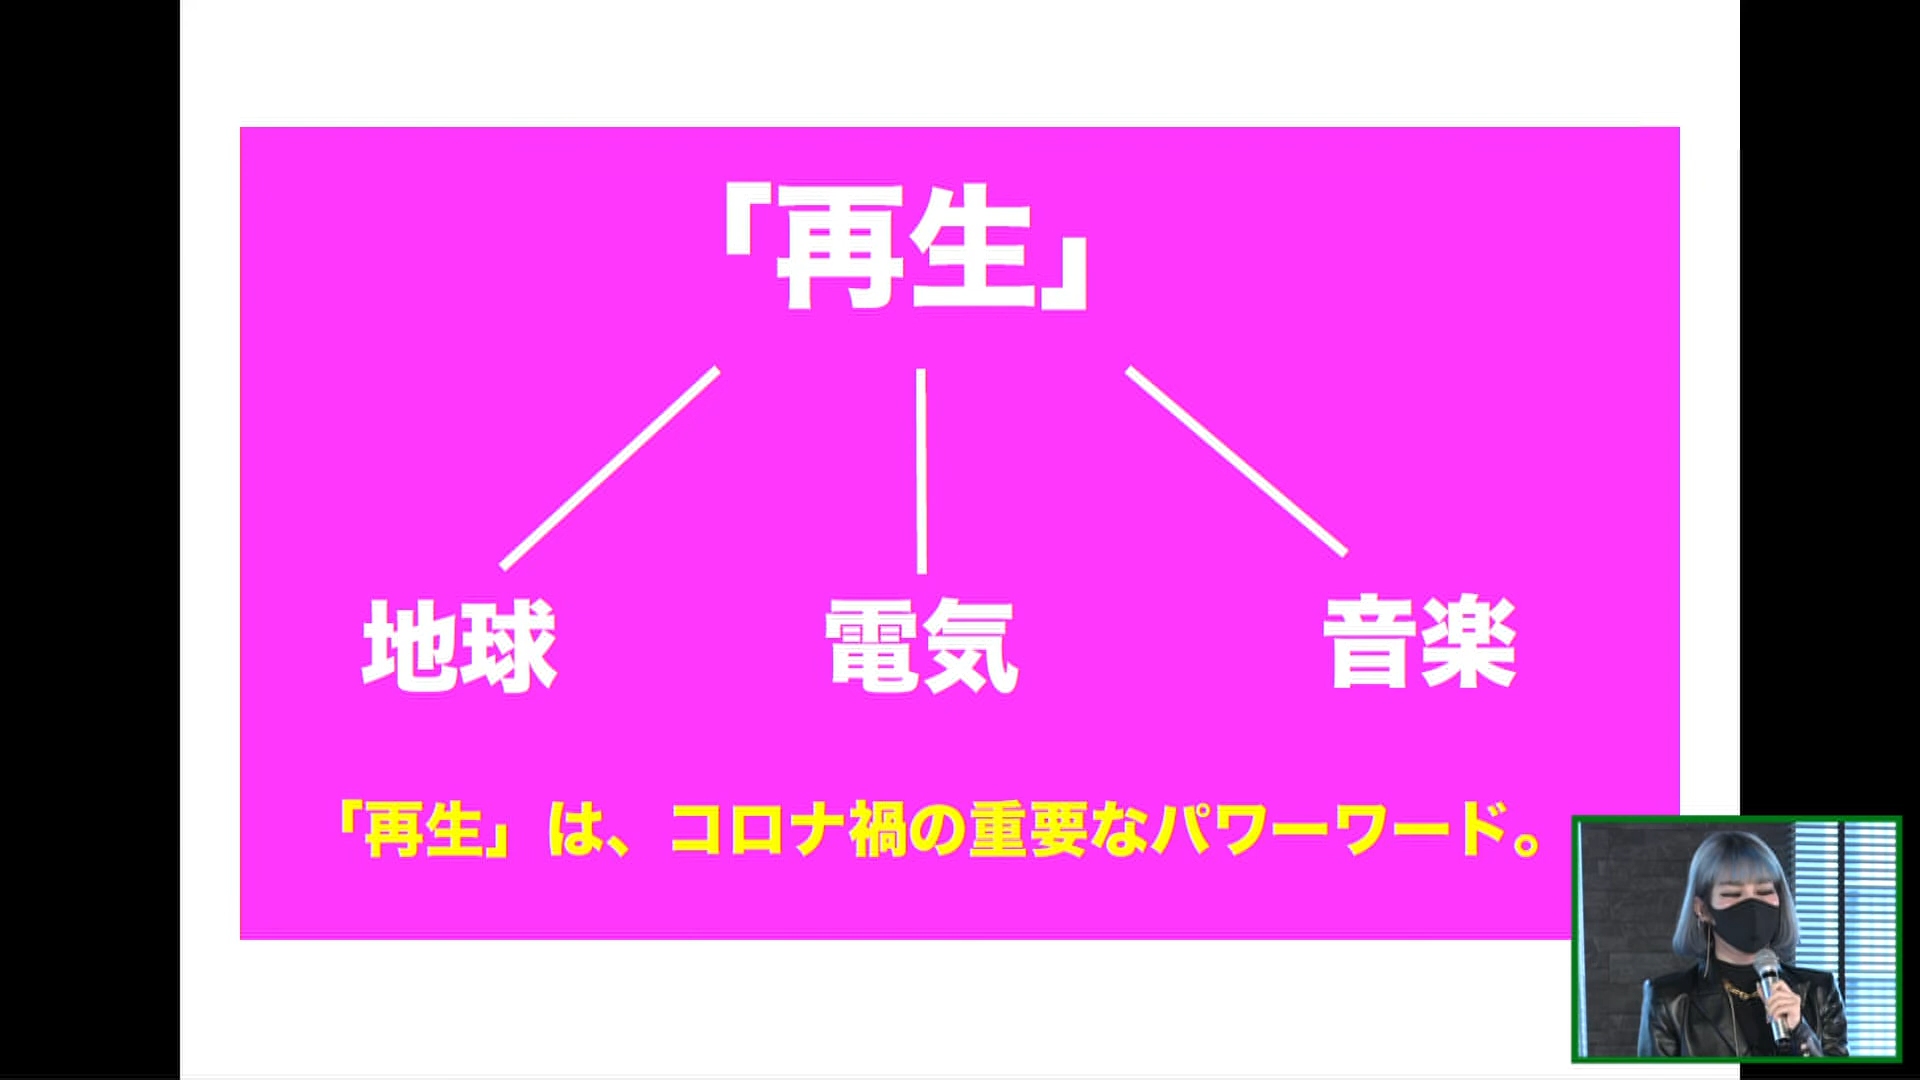 「再生」
地球 電気 音楽
「再生」は、コロナ禍の重要なパワーワード。